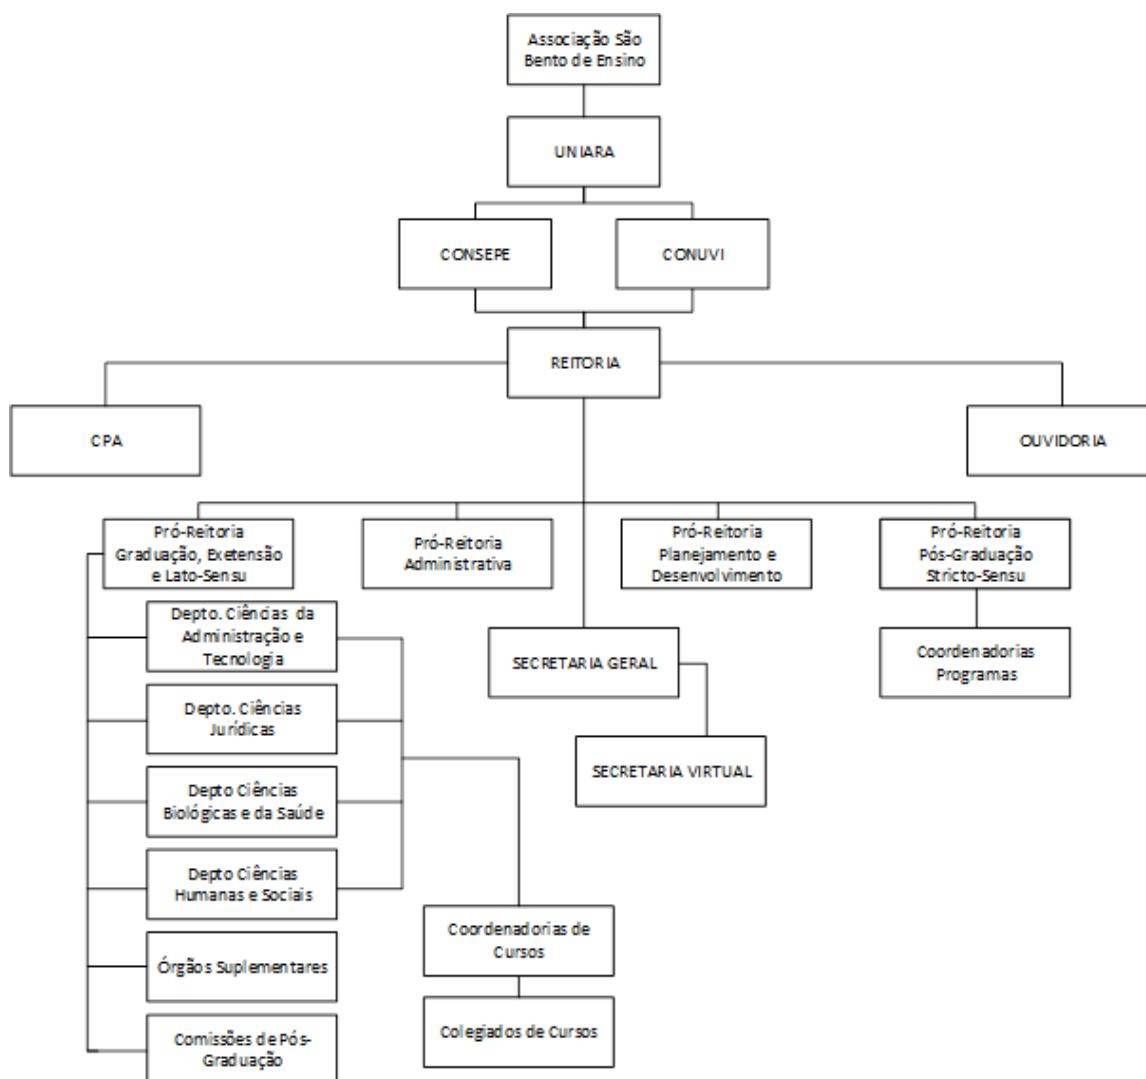 Associação São
Bento de Ensino
UNIARA
CONSEPE
CONUVI
REITORIA
CPA
OUVIDORIA
Pró-Reitoria
Graduação, Exetensão
e Lato-Sensu
Pró-Reitoria
Administrativa
Pró-Reitoria
Planejamento e
Desenvolvimento
Pró-Reitoria
Pós-Graduação
Stricto-Sensu
Depto. Ciências da
Administração e
Tecnologia
SECRETARIA GERAL
Coordenadorias
Programas
Depto. Ciências
Jurídicas
SECRETARIA VIRTUAL
Depto Ciências
Biológicas e da Saúde
Depto Ciências
Humanas e Sociais
Coordenadorias de
Cursos
Órgãos Suplementares
Colegiados de Cursos
Comissões de Pós-
Graduação